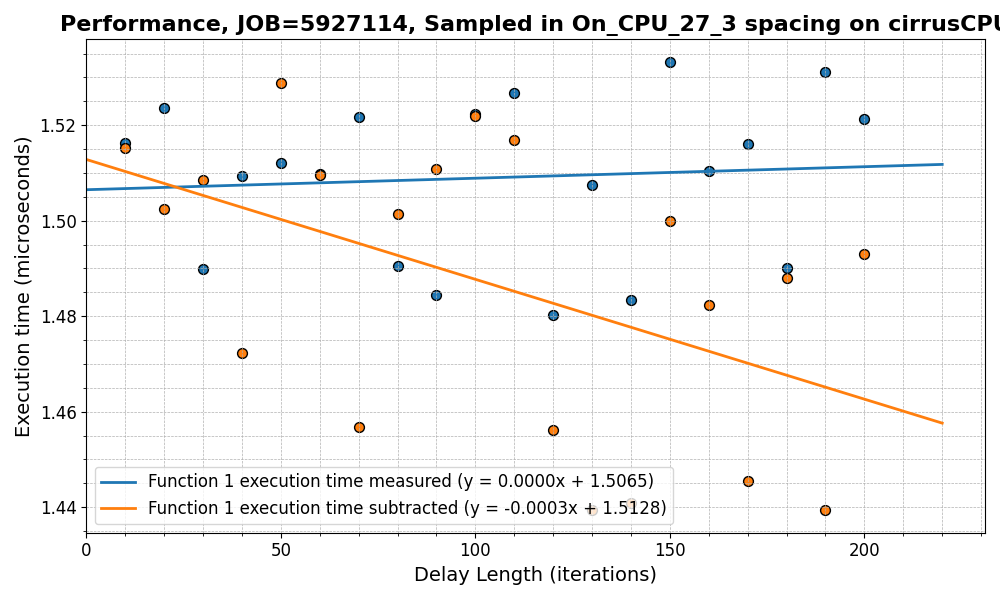 Performance, JOB=5927114, Sampled in On_CPU_27_3 spacing on cirrusCPU
Execution time (microseconds)
1.52
1.50
1.48
1.46
1.44
Function 1 execution time measured (y = 0.0000x + 1.5065)
Function 1 execution time subtracted (y = -0.0003x + 1.5128)
0 50 100 150 200
Delay Length (iterations)